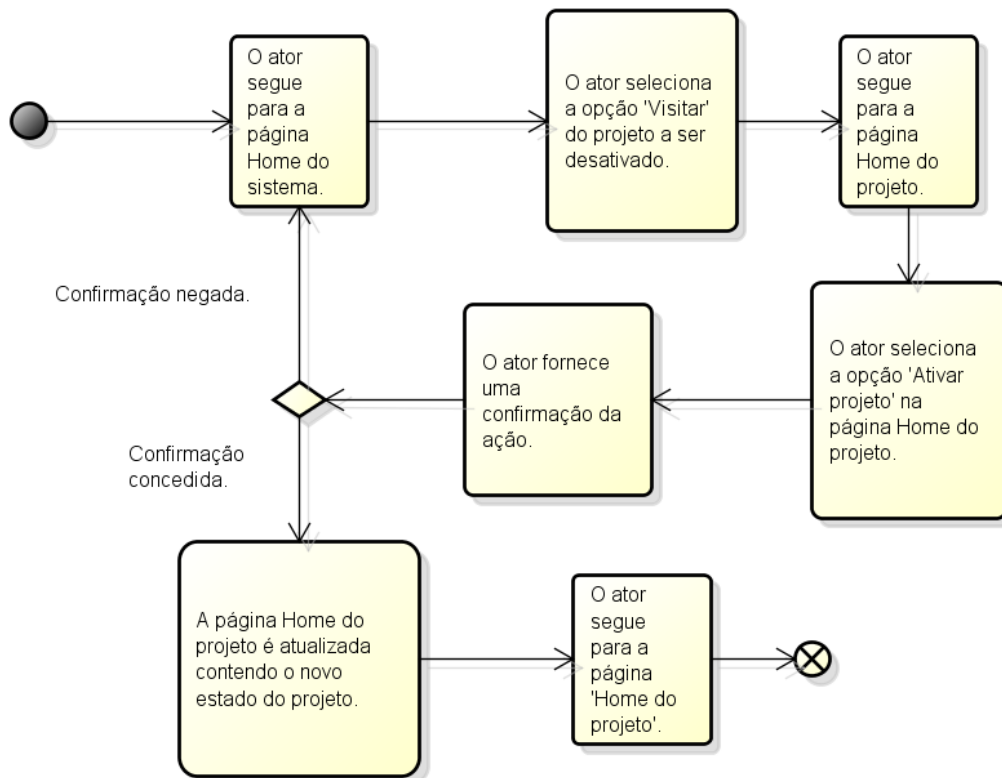 O ator
segue
para a
página
Home do
sistema.
O ator seleciona
a opção 'Visitar'
do projeto a ser
desativado.
O ator
segue
para a
página
Home do
projeto.
Confirmação negada.
O ator seleciona
a opção 'Ativar
projeto' na
página Home do
projeto.
O ator fornece
uma
confirmação da
ação.
Confirmação
concedida.
A página Home do
projeto é atualizada
contendo o novo
estado do projeto.
O ator
segue
para a
página
'Home do
projeto'.